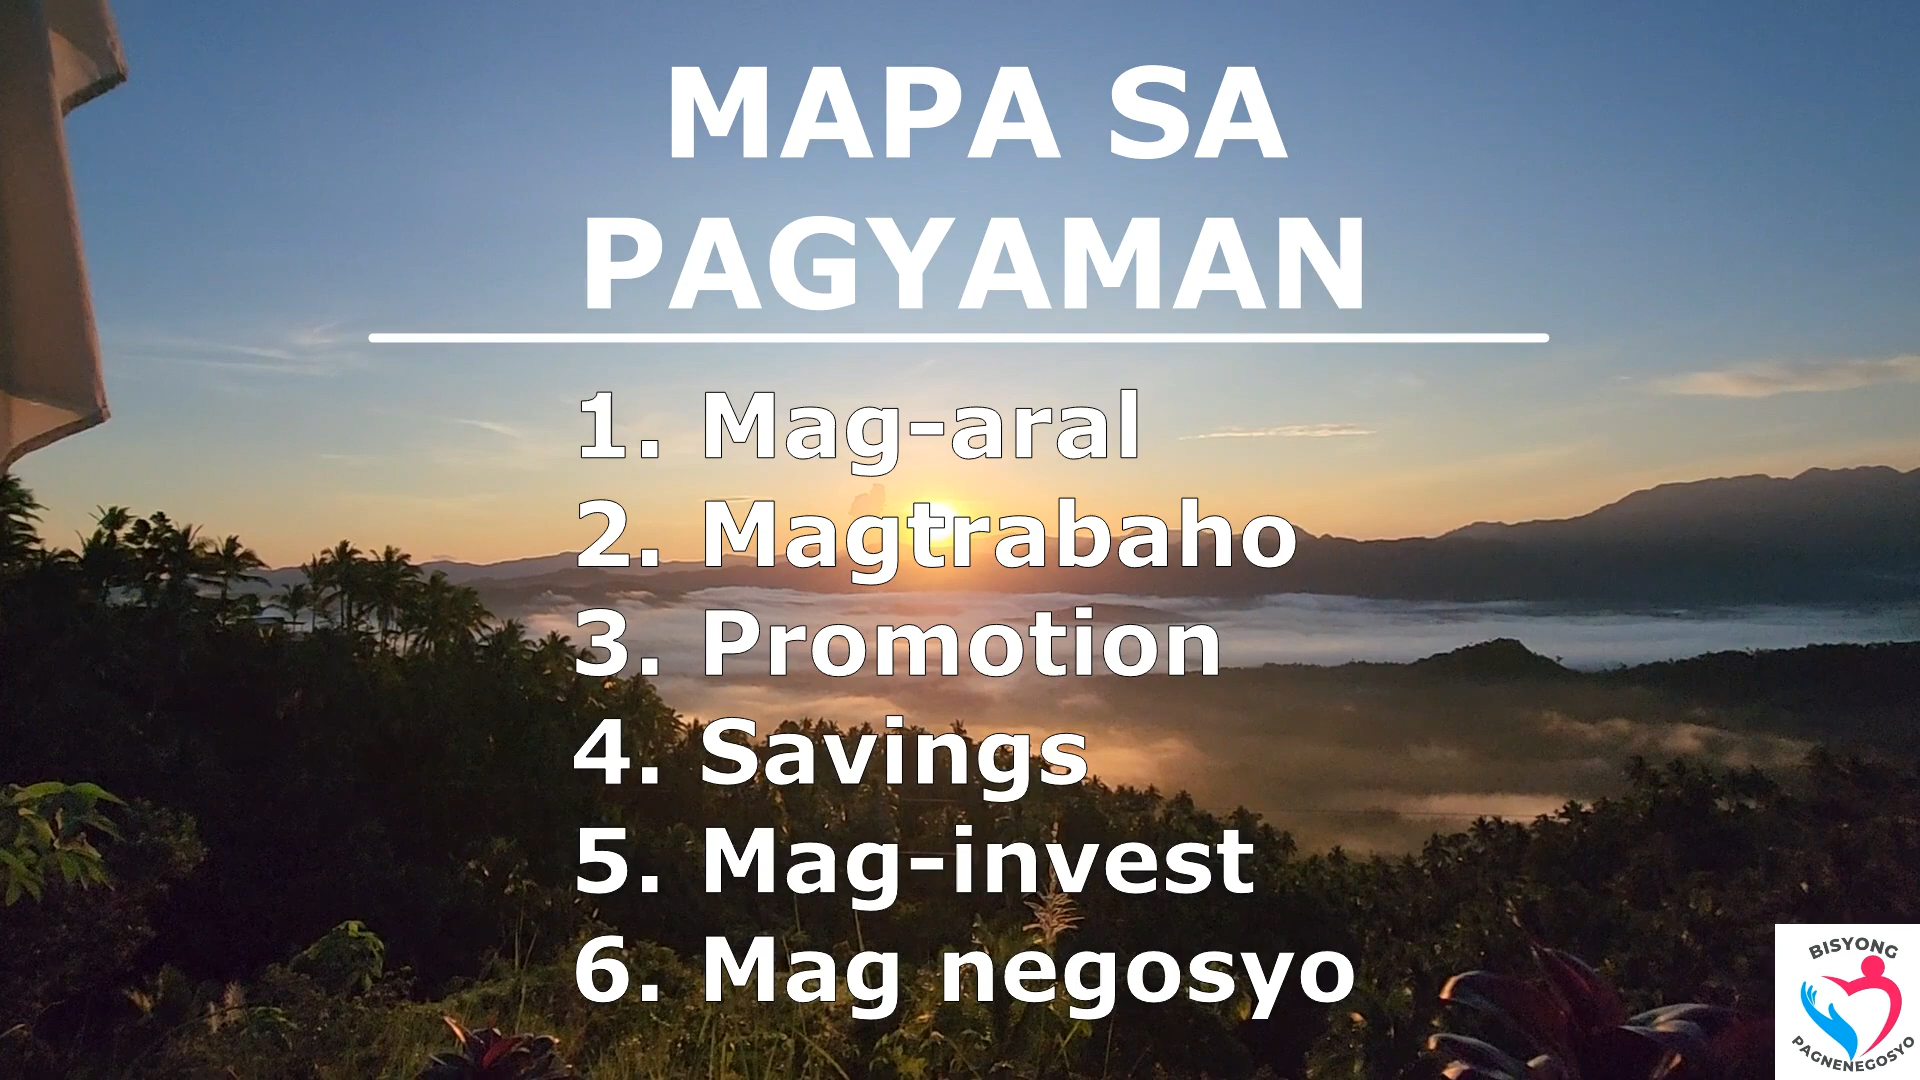 MAPA SA
PAGYAMAN
1. Mag-aral
2. Magtrabaho
3. Promotion
4. Savings
5. Mag-invest
6. Mag negosyo
BISYONG
PAGNENEGOSYO